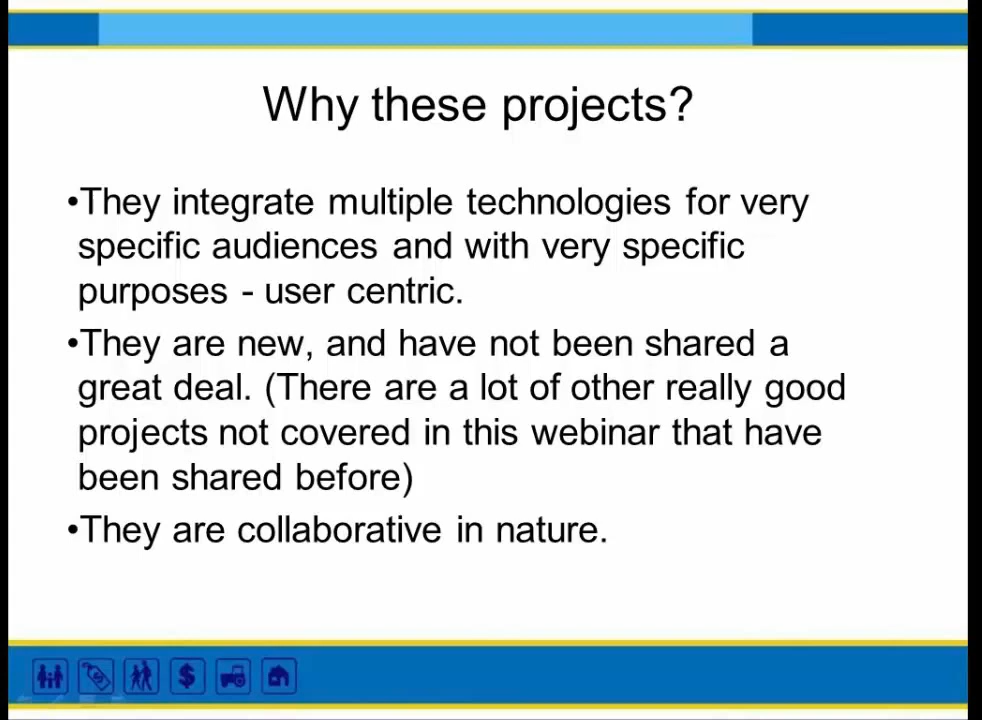 Why these projects?
•They integrate multiple technologies for very
specific audiences and with very specific
purposes - user centric.
•They are new, and have not been shared a
great deal. (There are a lot of other really good
projects not covered in this webinar that have
been shared before)
•They are collaborative in nature.
$